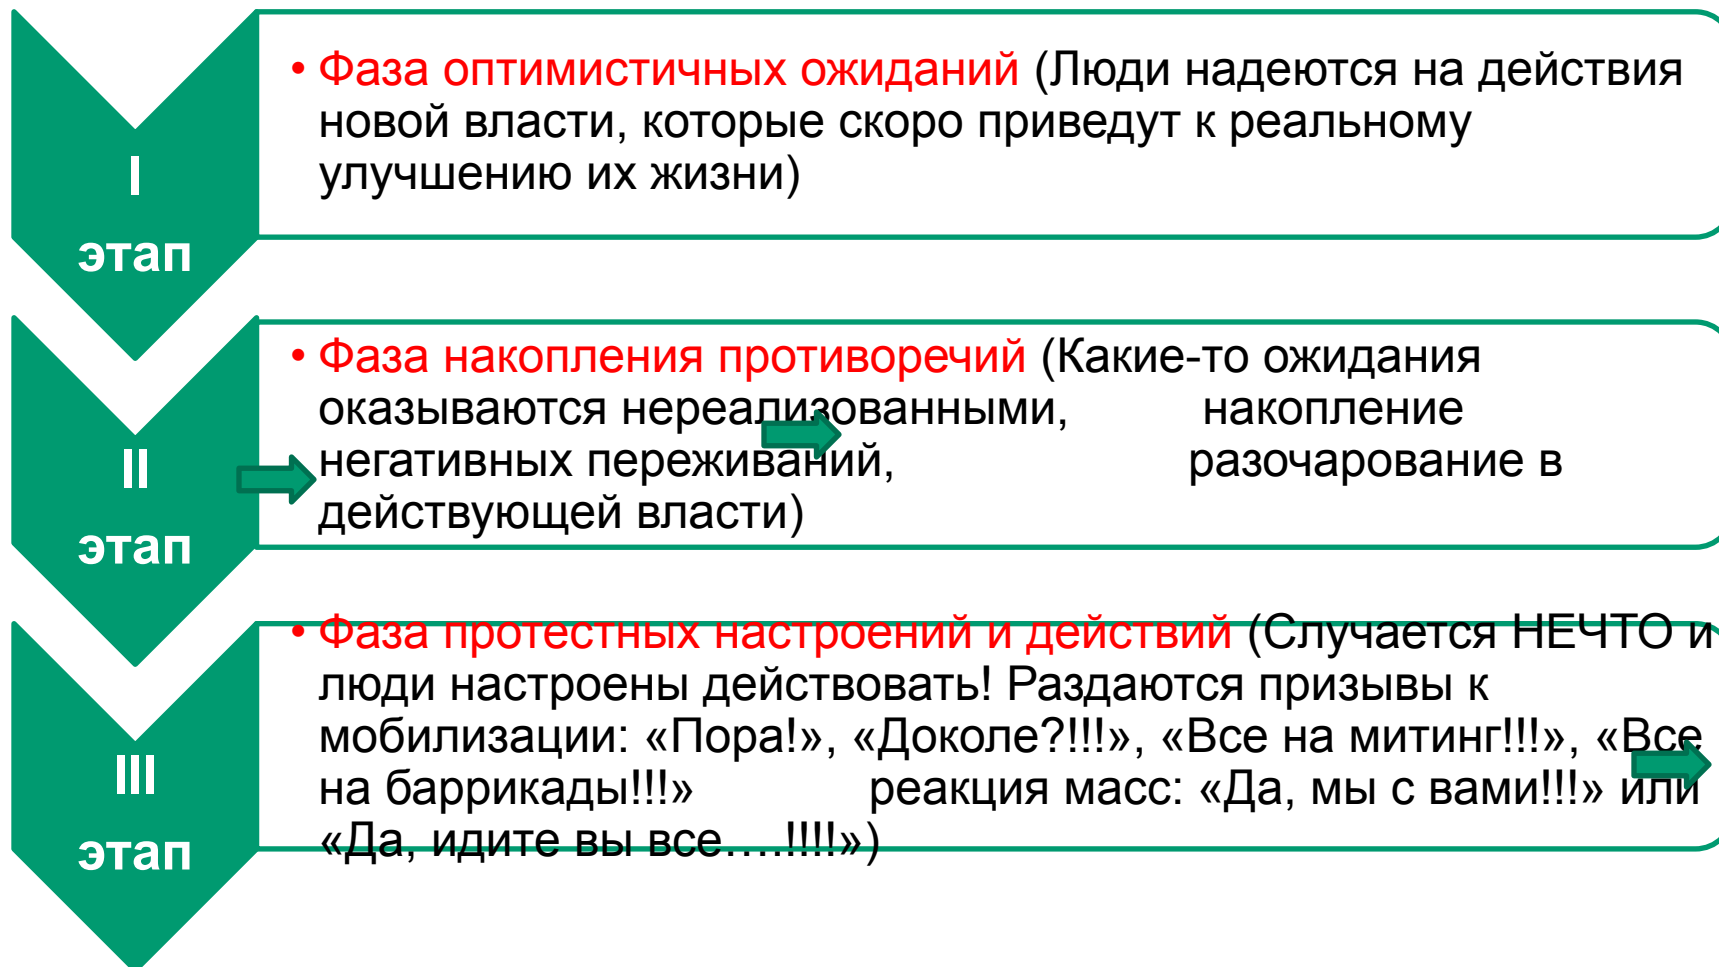 I
этап
• Фаза оптимистичных ожиданий (Люди надеются на действия
новой власти, которые скоро приведут к реальному
улучшению их жизни)
II
этап
• Фаза накопления противоречий (Какие-то ожидания
оказываются нереализованными, накопление
негативных переживаний, разочарование в
действующей власти)
III
этап
• Фаза протестных настроений и действий (Случается НЕЧТО и
люди настроены действовать! Раздаются призывы к
мобилизации: «Пора!», «Доколе?!!!», «Все на митинг!!!», «Все
на баррикады!!!» реакция масс: «Да, мы с вами!!!» или
«Да, идите вы все….!!!!»)